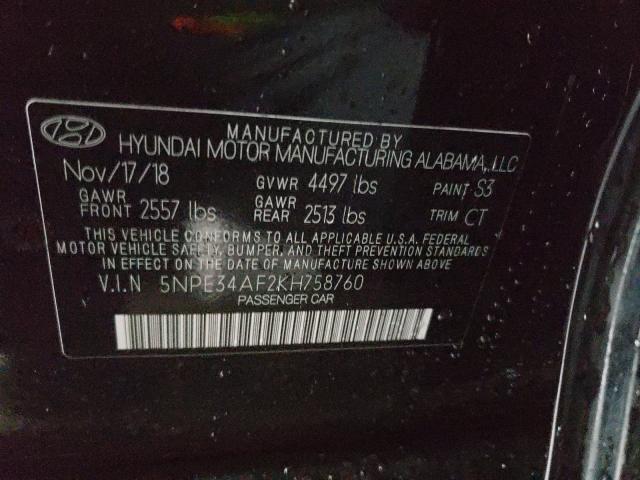 MANUFACTURED BY
HYUNDAI MOTOR MANUFACTURING ALABAMA, LLC
Nov/17/18 GVWR 4497 lbs PAINT S3
GAWR FRONT 2557 lbs GAWR REAR 2513 lbs TRIM CT
THIS VEHICLE CONFORMS TO ALL APPLICABLE U.S.A. FEDERAL
MOTOR VEHICLE SAFETY, BUMPER, AND THEFT PREVENTION STANDARDS
IN EFFECT ON THE DATE OF MANUFACTURE SHOWN ABOVE
V.I.N 5NPE34AF2KH758760
PASSENGER CAR